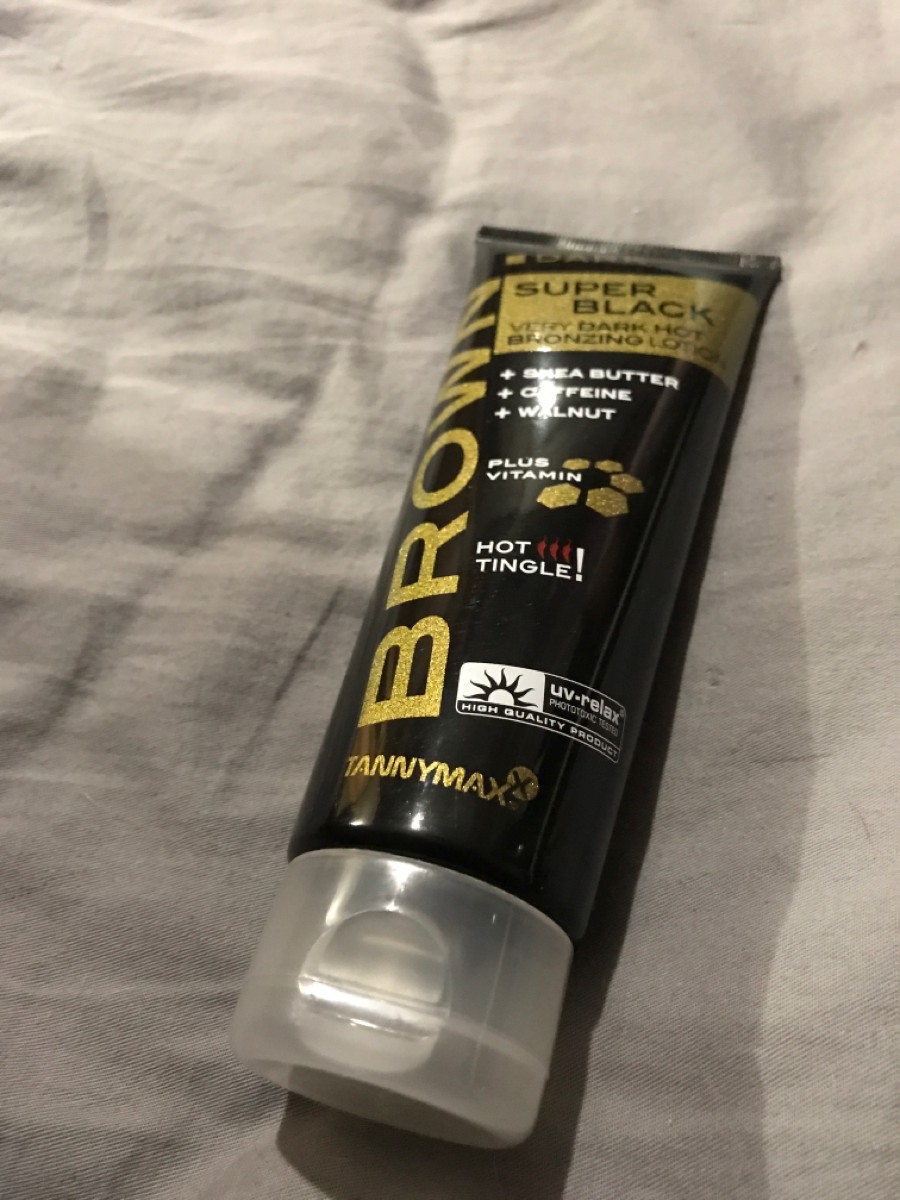 SUPER
BLACK
VERY DARK HOT
BRONZING LOTION
+ SHEA BUTTER
+ CAFFEINE
+ WALNUT
PLUS
VITAMIN
HOT
TINGLE!
BROWN
uv-relax®
PHOTOTOXIC TESTED
HIGH QUALITY PRODUCT
TANNYMAXX